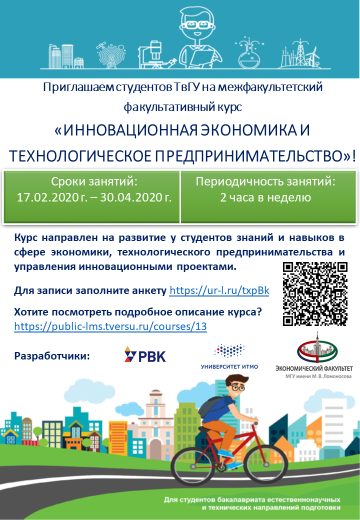 Приглашаем студентов ТвГУ на межфакультетский
факультативный курс
«ИННОВАЦИОННАЯ ЭКОНОМИКА И
ТЕХНОЛОГИЧЕСКОЕ ПРЕДПРИНИМАТЕЛЬСТВО»!
Сроки занятий:
17.02.2020 г. – 30.04.2020 г.
Периодичность занятий:
2 часа в неделю
Курс направлен на развитие у студентов знаний и навыков в
сфере экономики, технологического предпринимательства и
управления инновационными проектами.
Для записи заполните анкету https://ur-l.ru/txpBk
Хотите посмотреть подробное описание курса?
https://public-lms.tversu.ru/courses/13
Разработчики:
РВК
УНИВЕРСИТЕТ ИТМО
ЭКОНОМИЧЕСКИЙ ФАКУЛЬТЕТ
МГУ имени М. В. Ломоносова
Для студентов бакалавриата естественнонаучных
и технических направлений подготовки